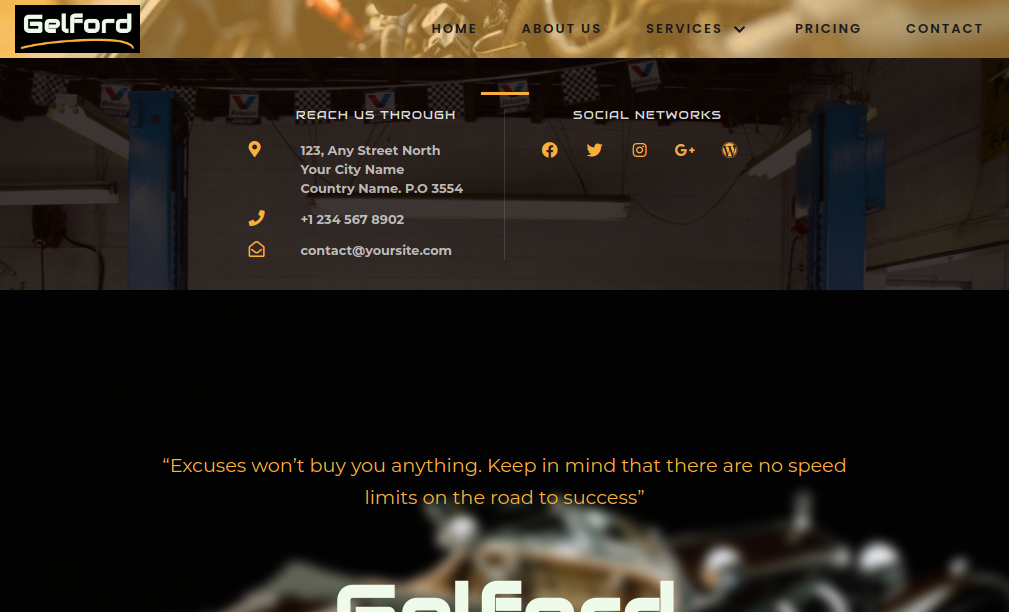 Gelford
HOME ABOUT US SERVICES PRICING CONTACT
REACH US THROUGH
123, Any Street North
Your City Name
Country Name. P.O 3554
+1 234 567 8902
contact@yoursite.com
SOCIAL NETWORKS
“Excuses won’t buy you anything. Keep in mind that there are no speed
limits on the road to success”
Gelford